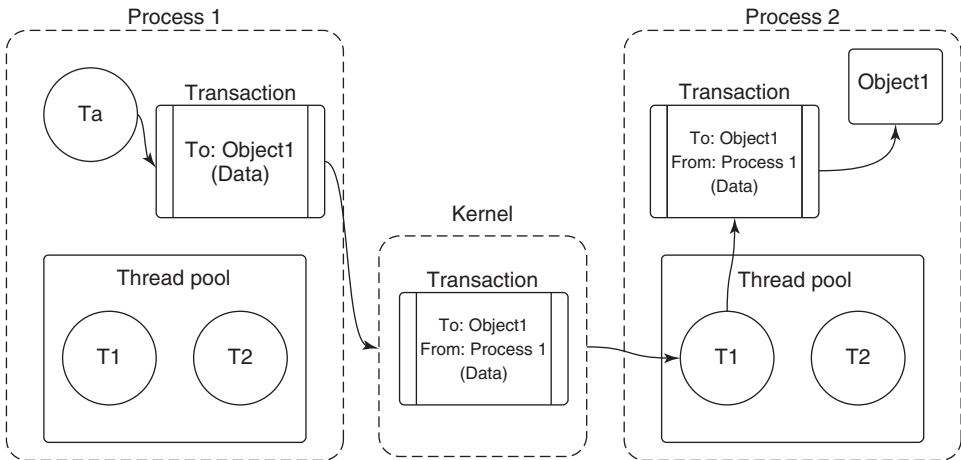 Process 1
Ta
Transaction
To: Object1
(Data)
Thread pool
T1
T2
Kernel
Transaction
To: Object1
From: Process 1
(Data)
Process 2
Object1
Transaction
To: Object1
From: Process 1
(Data)
Thread pool
T1
T2